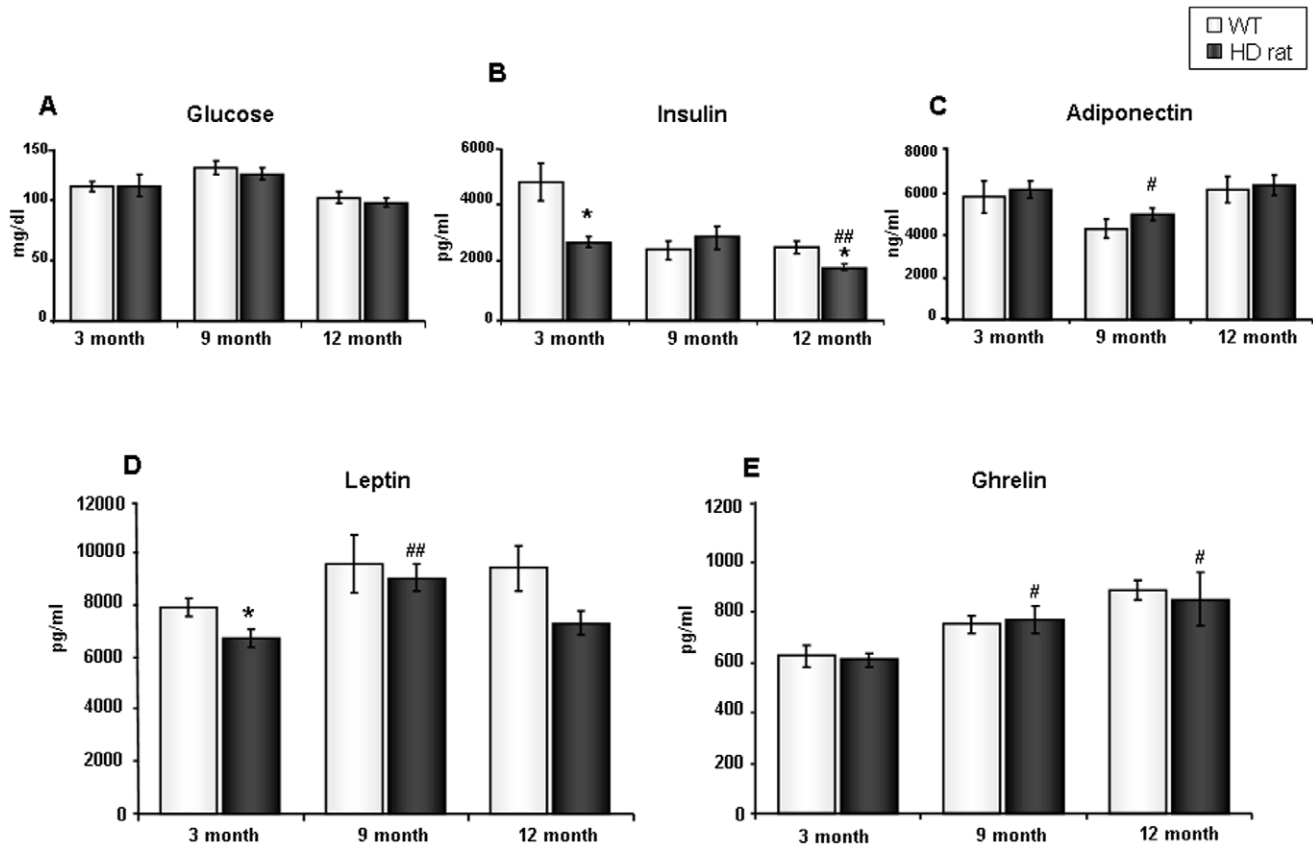 WT
HD rat
A
Glucose
150
100
50
0
mg/dl
3 month 9 month 12 month
B
Insulin
6000
4000
2000
0
pg/ml
*
##
*
3 month 9 month 12 month
C
Adiponectin
8000
6000
4000
2000
0
ng/ml
#
3 month 9 month 12 month
D
Leptin
12000
10000
8000
6000
4000
2000
0
pg/ml
*
##
3 month 9 month 12 month
E
Ghrelin
1200
1000
800
600
400
200
0
pg/ml
#
#
3 month 9 month 12 month